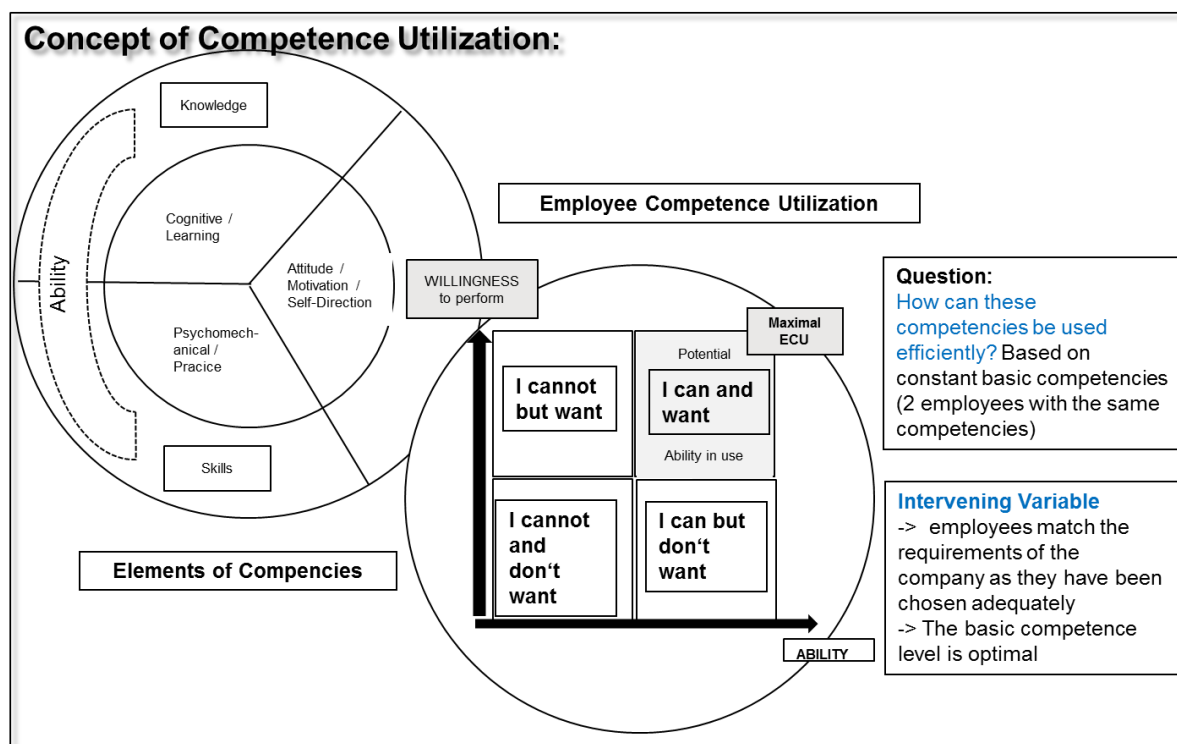 Concept of Competence Utilization:
Knowledge
Ability
Cognitive /
Learning
Attitude /
Motivation /
Self-Direction
Psychomech-
anical /
Pracice
Skills
Elements of Compencies
Employee Competence Utilization
WILLINGNESS
to perform
Maximal
ECU
I cannot
but want
Potential
I can and
want
Ability in use
I cannot
and
don‘t
want
I can but
don‘t
want
ABILITY
Question:
How can these
competencies be used
efficiently? Based on
constant basic competencies
(2 employees with the same
competencies)
Intervening Variable
-> employees match the
requirements of the
company as they have been
chosen adequately
-> The basic competence
level is optimal